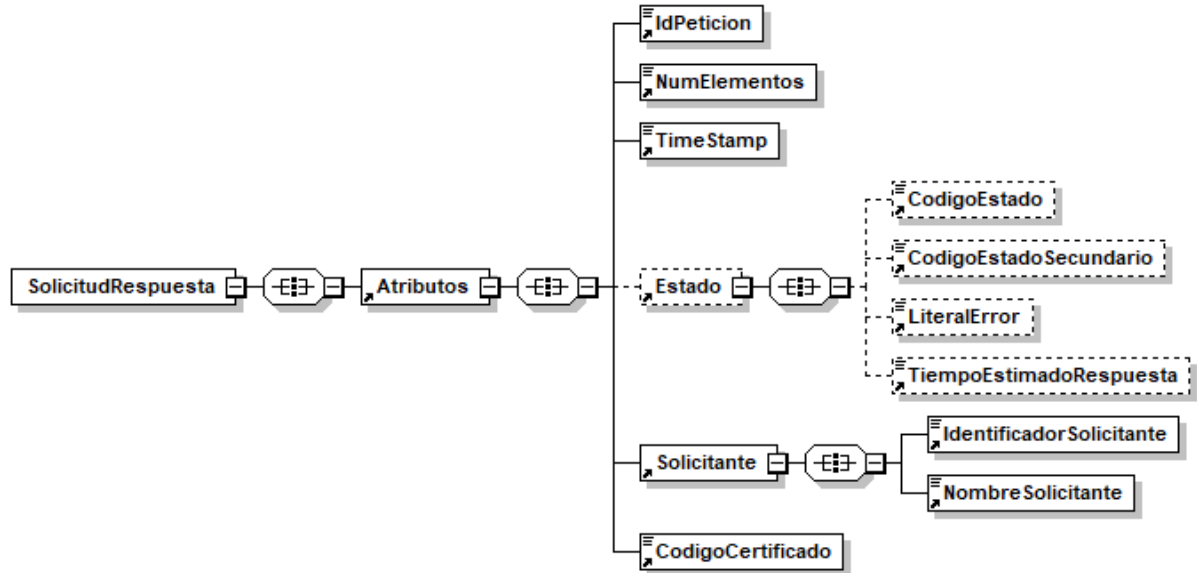 IdPeticion
NumElementos
TimeStamp
CodigoEstado
CodigoEstadoSecundario
SolicitudRespuesta
Atributos
Estado
LiteralError
TiempoEstimadoRespuesta
Solicitante
IdentificadorSolicitante
NombreSolicitante
CodigoCertificado